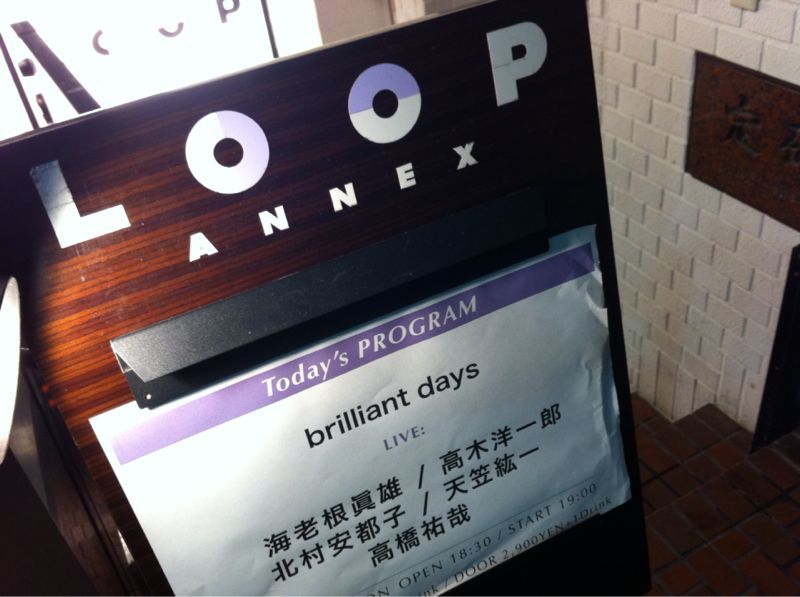 LOOP
ANNEX
Today's PROGRAM
brilliant days
LIVE:
海老根眞雄 / 高木洋一郎
北村安都子 / 天笠紘一
高橋祐哉
OPEN 18:30 / START 19:00
/ DOOR 2,900YEN+1Drink
定